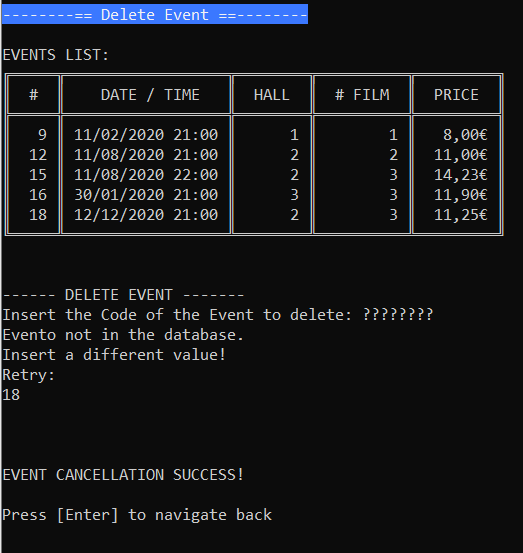 --------== Delete Event ==--------
EVENTS LIST:
# DATE / TIME HALL # FILM PRICE
9 11/02/2020 21:00 1 1 8,00€
12 11/08/2020 21:00 2 2 11,00€
15 11/08/2020 22:00 2 3 14,23€
16 30/01/2020 21:00 3 3 11,90€
18 12/12/2020 21:00 2 3 11,25€
------ DELETE EVENT -------
Insert the Code of the Event to delete: ????????
Evento not in the database.
Insert a different value!
Retry:
18
EVENT CANCELLATION SUCCESS!
Press [Enter] to navigate back